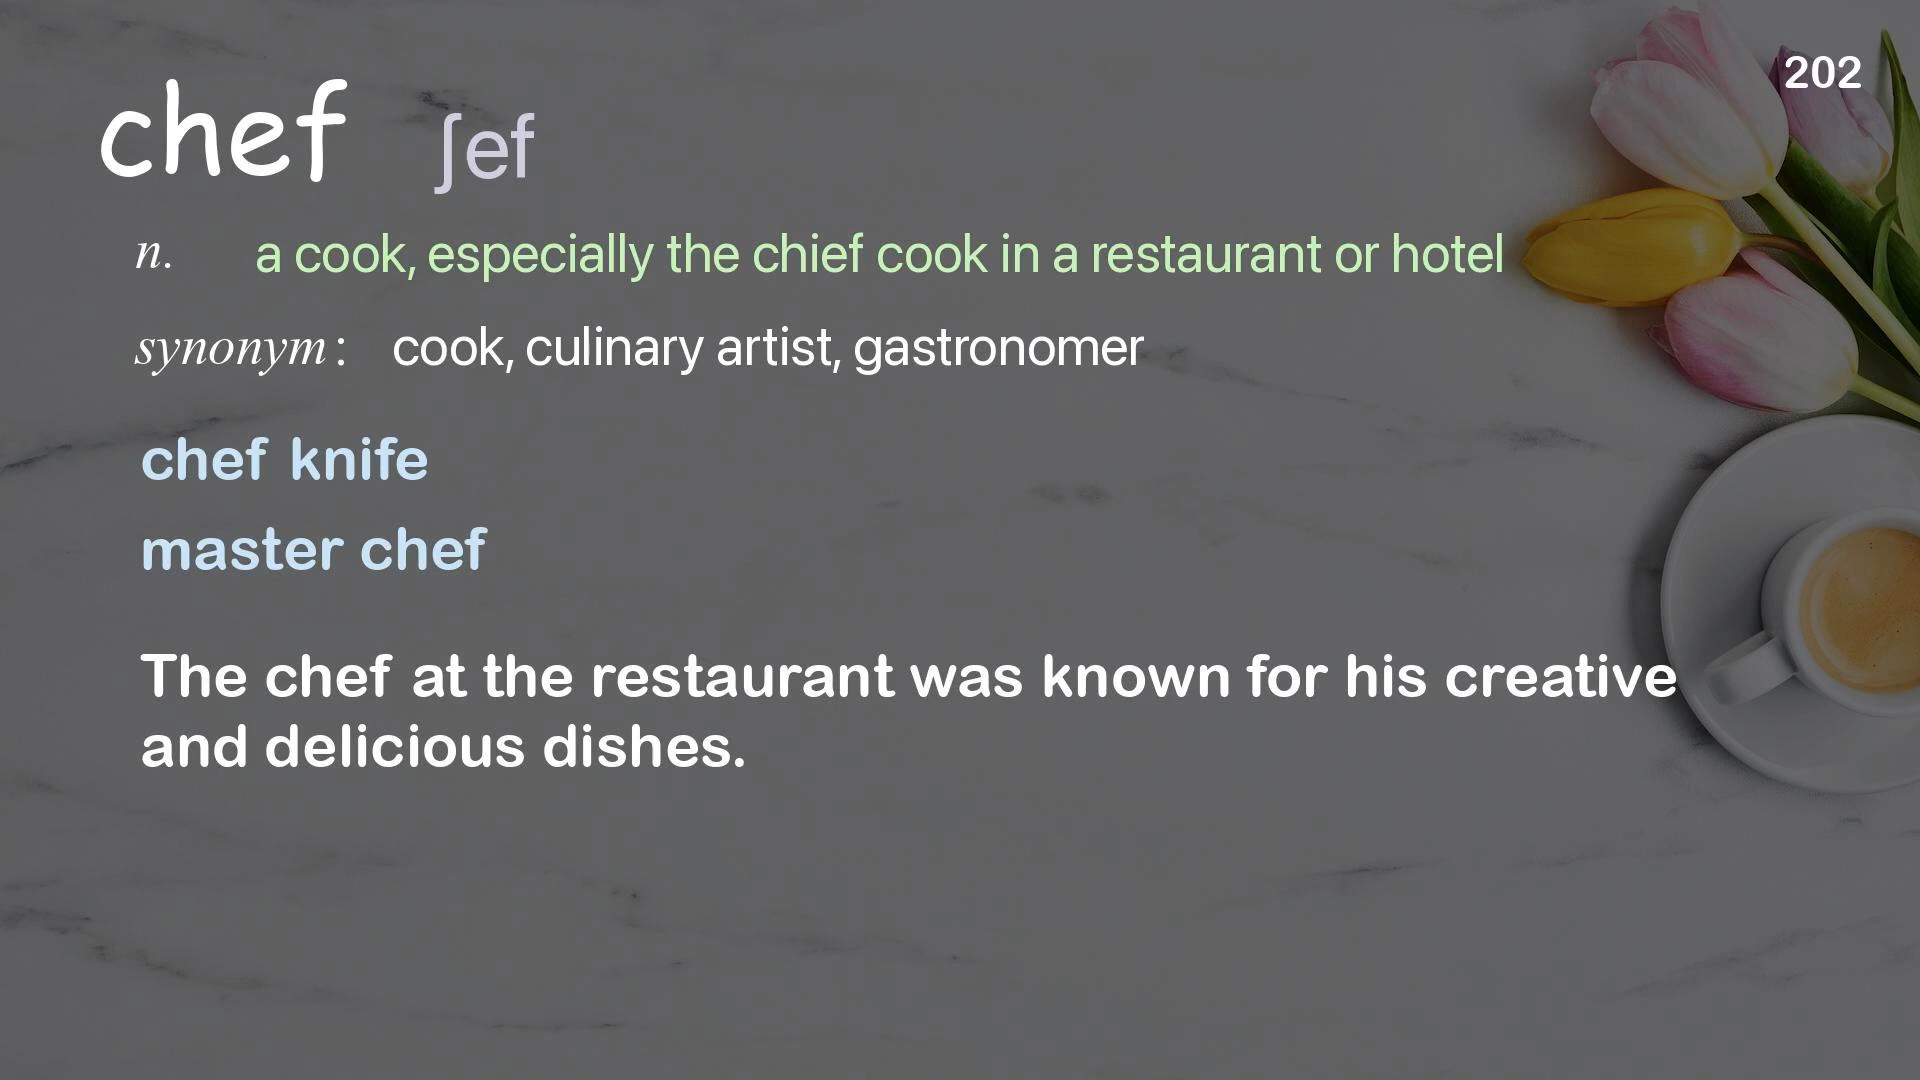 202
chef ʃef
n. a cook, especially the chief cook in a restaurant or hotel
synonym: cook, culinary artist, gastronomer
chef knife
master chef
The chef at the restaurant was known for his creative
and delicious dishes.